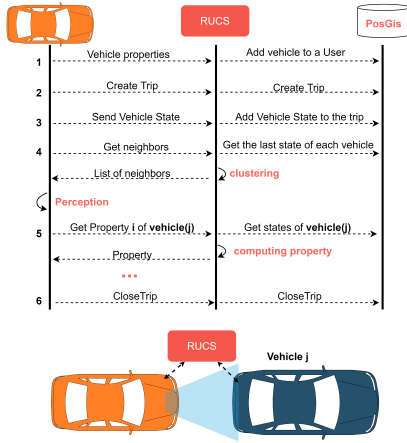 RUCS
PosGis
1 Vehicle properties Add vehicle to a User
2 Create Trip Create Trip
3 Send Vehicle State Add Vehicle State to the trip
4 Get neighbors Get the last state of each vehicle
List of neighbors clustering
Perception
5 Get Property i of vehicle(j) Get states of vehicle(j)
Property computing property
...
6 CloseTrip CloseTrip
RUCS
Vehicle j